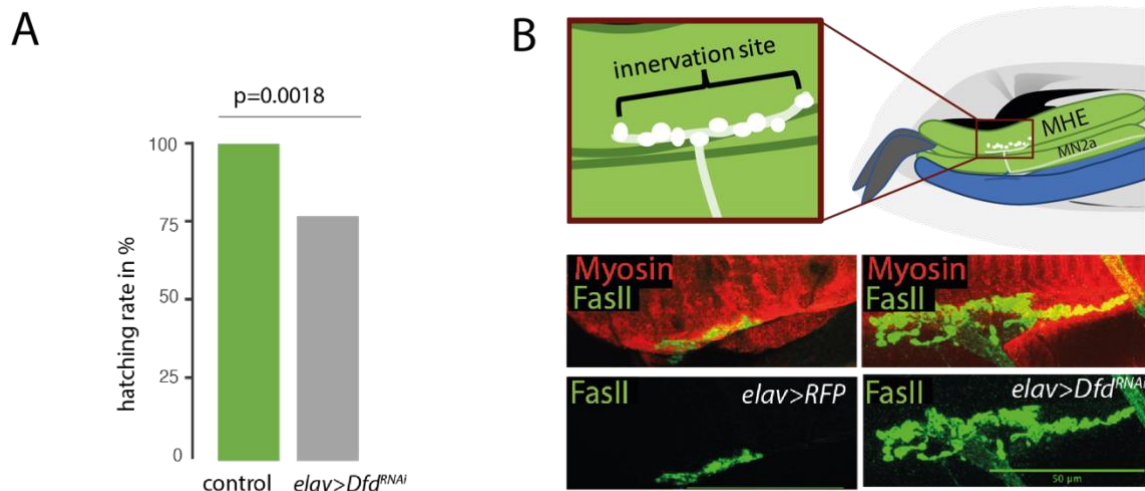 A
p=0.0018
hatching rate in %
100
75
50
25
0
control
elav>Dfd^RNAi
B
innervation site
MHE
MN2a
Myosin
FasII
Myosin
FasII
FasII
elav>RFP
FasII
elav>Dfd^RNAi
50 µm